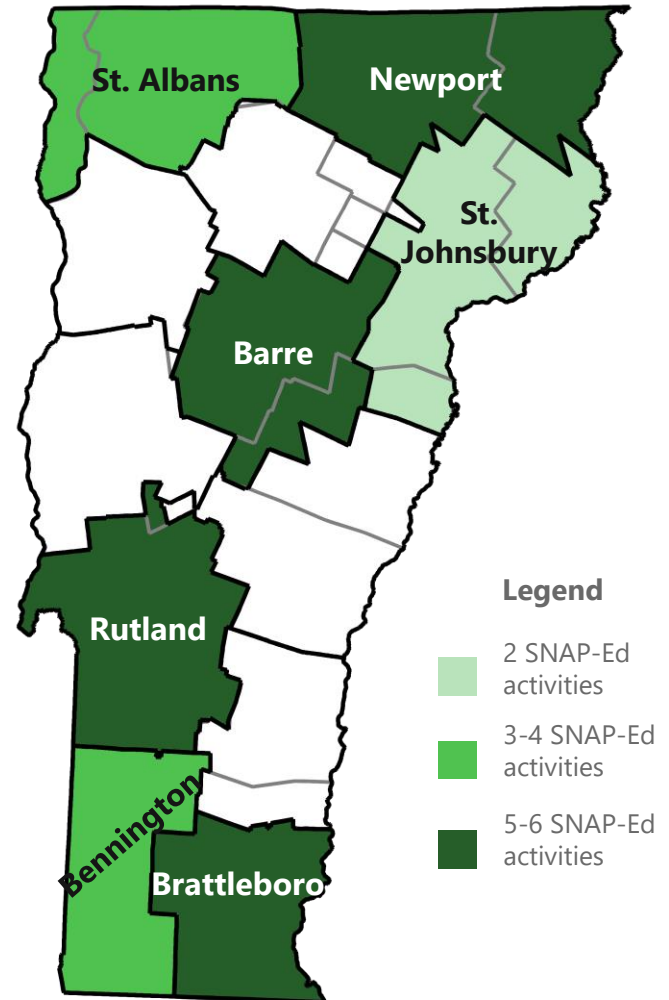 St. Albans
Newport
St.
Johnsbury
Barre
Rutland
Bennington
Brattleboro
Legend
2 SNAP-Ed
activities
3-4 SNAP-Ed
activities
5-6 SNAP-Ed
activities